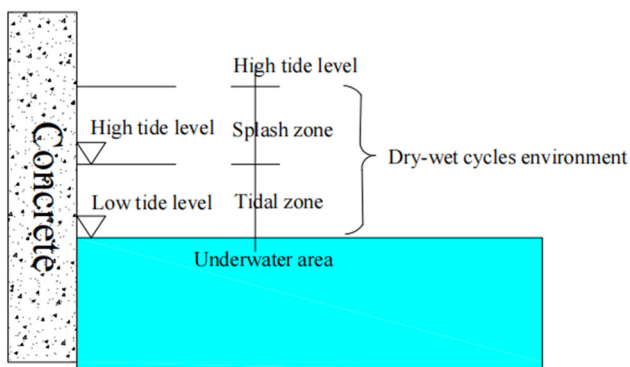 High tide level
High tide level
Splash zone
Dry-wet cycles environment
Low tide level
Tidal zone
Underwater area
Concrete